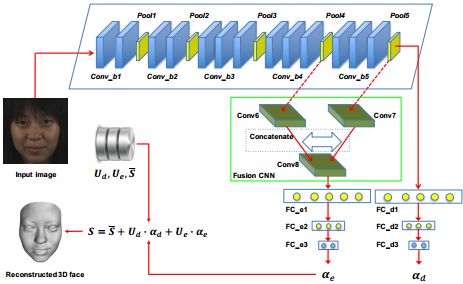 Pool1 Pool2 Pool3 Pool4 Pool5
Conv_b1 Conv_b2 Conv_b3 Conv_b4 Conv_b5
Input image
U_d, U_e, S̅
Conv6 Conv7
Concatenate
Conv8
Fusion CNN
FC_e1 FC_d1
FC_e2 FC_d2
FC_e3 FC_d3
S = S̅ + U_d · α_d + U_e · α_e
α_e α_d
Reconstructed 3D face